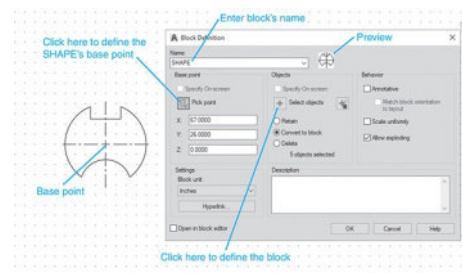 Enter block's name
Click here to define the
SHAPE's base point
Preview
Block Definition
Name:
SHAPE
Base point
Specify On-screen
Pick point
X: 67.0000
Y: 26.0000
Z: 0.0000
Objects
Specify On-screen
Select objects
Retain
Convert to block
Delete
5 objects selected
Behavior
Annotative
Match block orientation
to layout
Scale uniformly
Allow exploding
Base point
Settings
Block unit:
Inches
Hyperlink...
Description
Open in block editor
OK
Cancel
Help
Click here to define the block